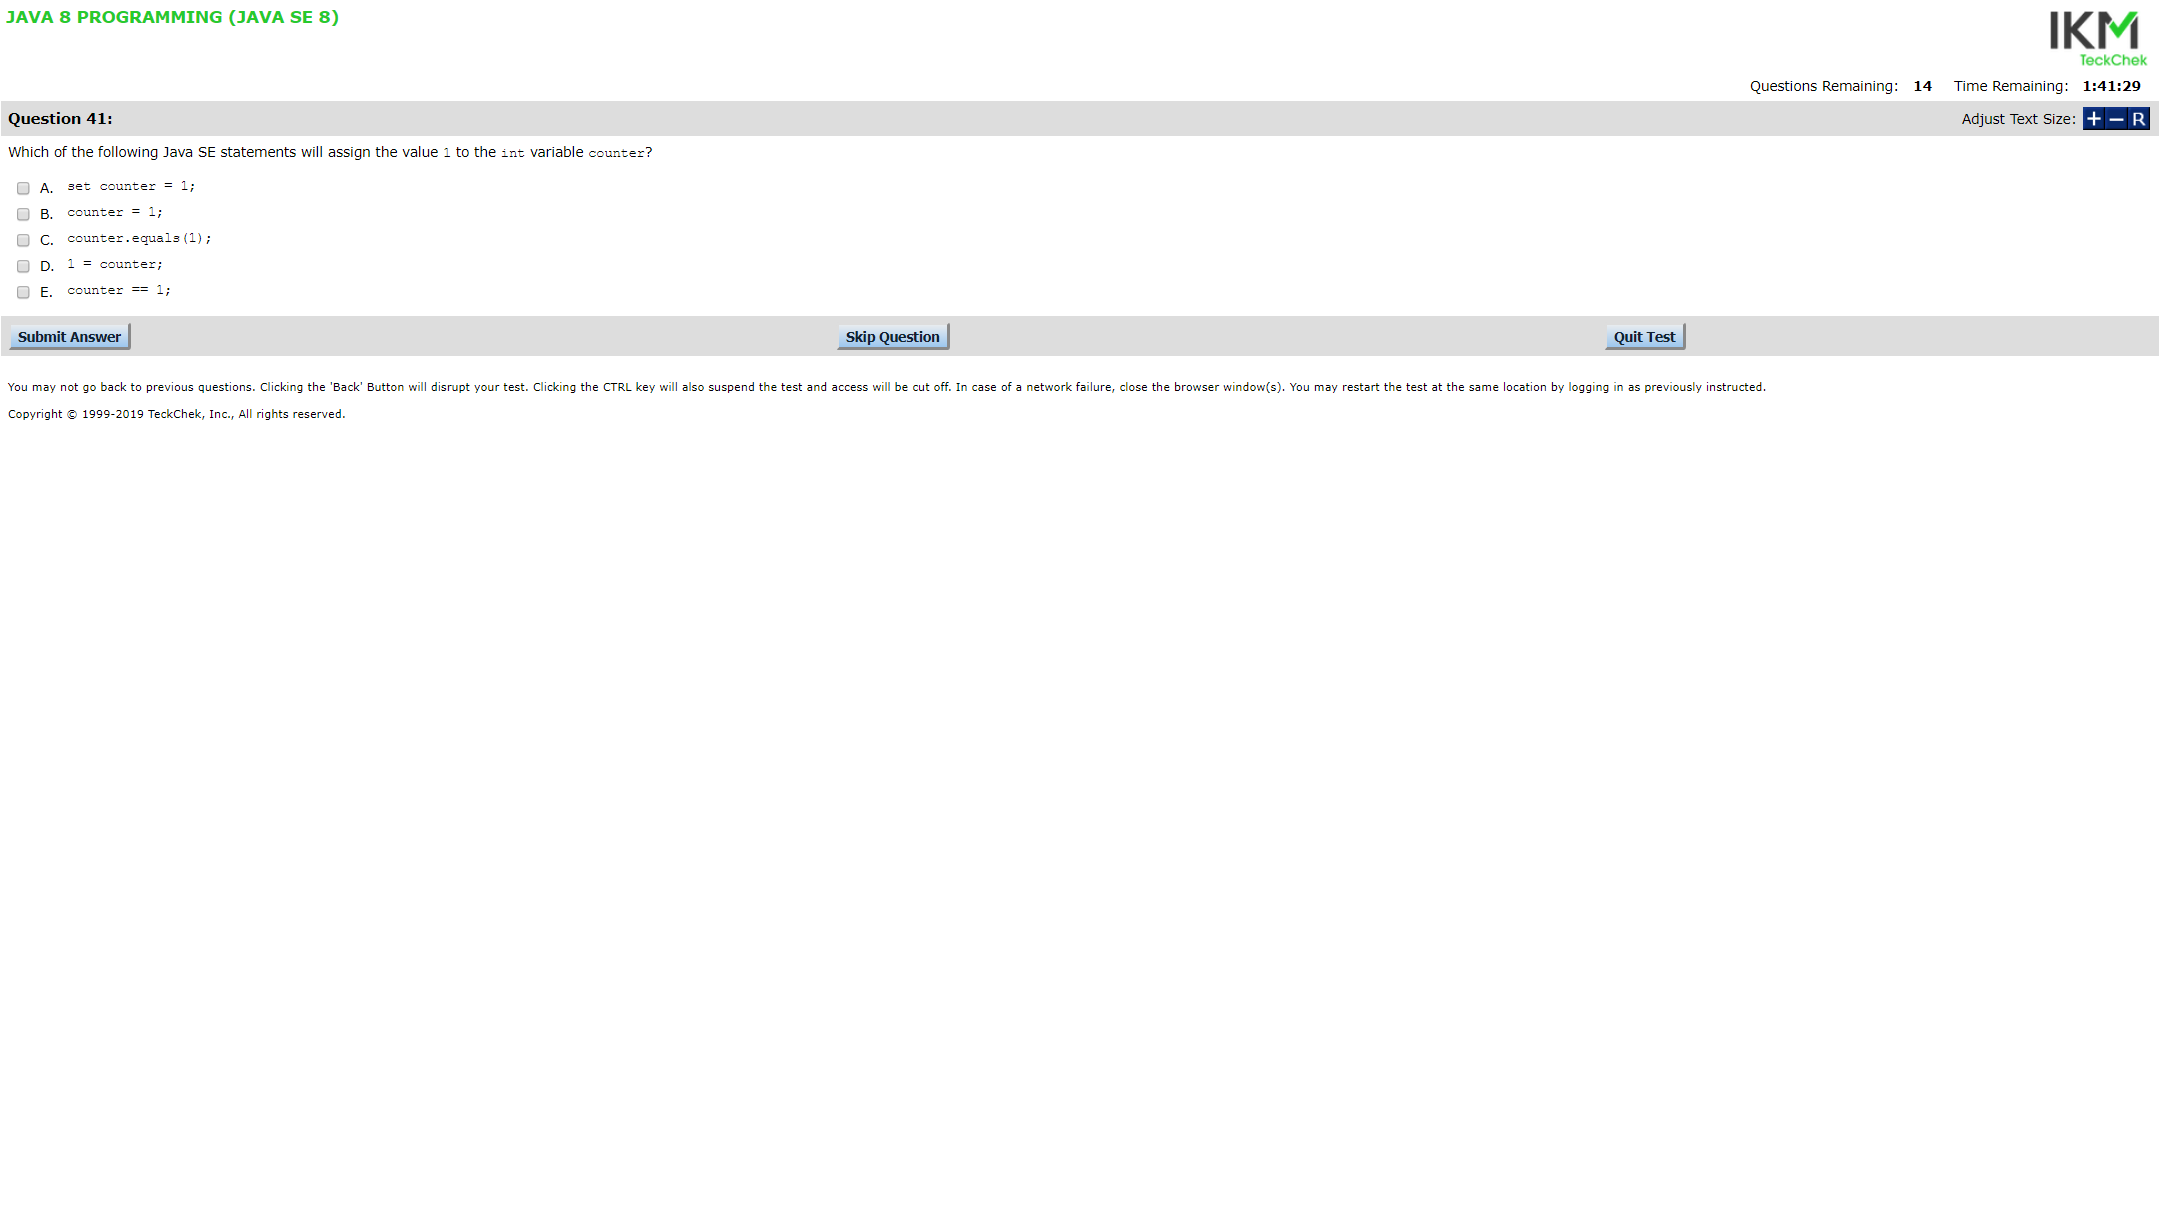 JAVA 8 PROGRAMMING (JAVA SE 8)
IKM
TeckChek
Questions Remaining: 14 Time Remaining: 1:41:29
Question 41:
Adjust Text Size: + − R
Which of the following Java SE statements will assign the value 1 to the int variable counter?
A. set counter = 1;
B. counter = 1;
C. counter.equals(1);
D. 1 = counter;
E. counter == 1;
Submit Answer Skip Question Quit Test
You may not go back to previous questions. Clicking the 'Back' Button will disrupt your test. Clicking the CTRL key will also suspend the test and access will be cut off. In case of a network failure, close the browser window(s). You may restart the test at the same location by logging in as previously instructed.
Copyright © 1999-2019 TeckChek, Inc., All rights reserved.